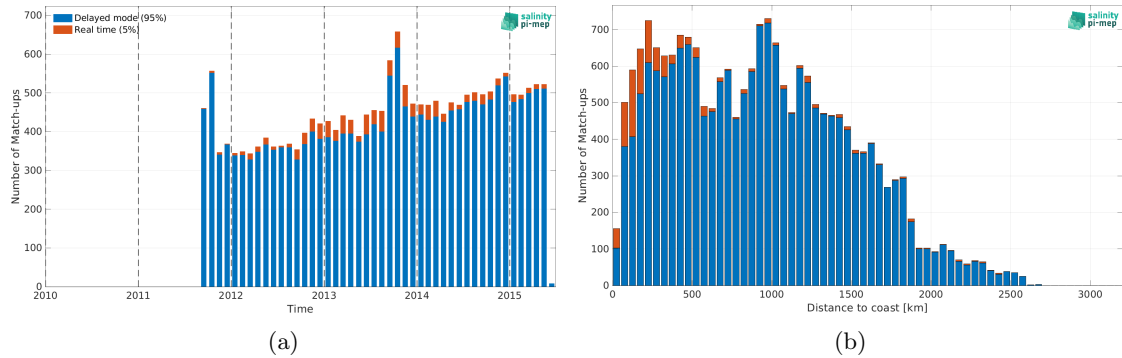 700
600
500
400
300
200
100
0
Number of Match-ups
Delayed mode (95%)
Real time (5%)
salinity
pi-mep
2010 2011 2012 2013 2014 2015
Time
(a)
700
600
500
400
300
200
100
0
Number of Match-ups
salinity
pi-mep
0 500 1000 1500 2000 2500 3000
Distance to coast [km]
(b)